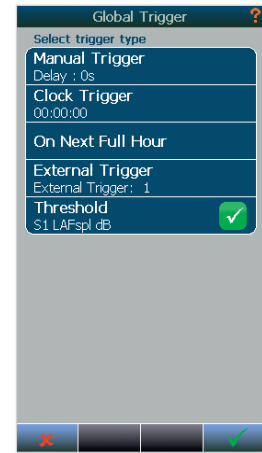 Global Trigger ?
Select trigger type
Manual Trigger
Delay : 0s
Clock Trigger
00:00:00
On Next Full Hour
External Trigger
External Trigger: 1
Threshold
S1 LAFspl dB